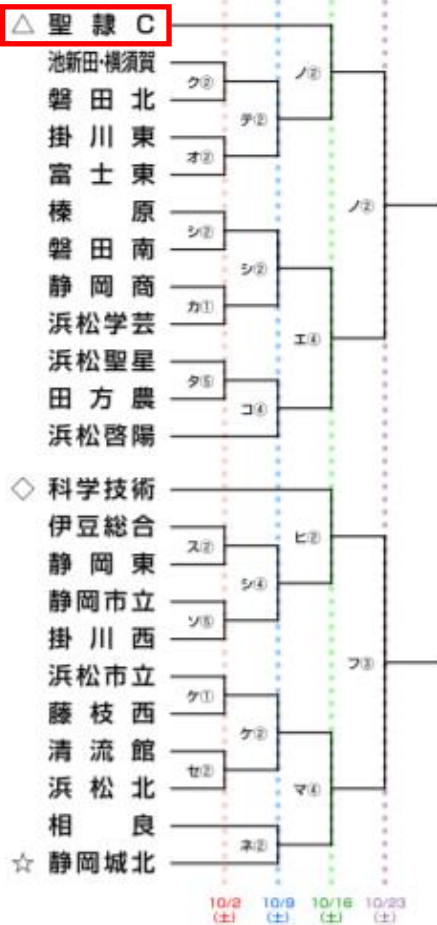 △ 聖隷C
池新田・横須賀
ク②
ノ②
磐田北
テ②
掛川東
オ②
富士東
ノ②
榛原
シ②
磐田南
シ②
静岡商
カ①
浜松学芸
エ④
浜松聖星
タ⑤
田方農
コ④
浜松啓陽
◇ 科学技術
伊豆総合
ス②
ヒ②
静岡東
シ④
静岡市立
ソ⑤
掛川西
フ③
浜松市立
ケ①
藤枝西
ケ②
清流館
セ②
浜松北
マ④
相良
ネ②
☆ 静岡城北
10/2 10/9 10/16 10/23
(土) (土) (土) (土)